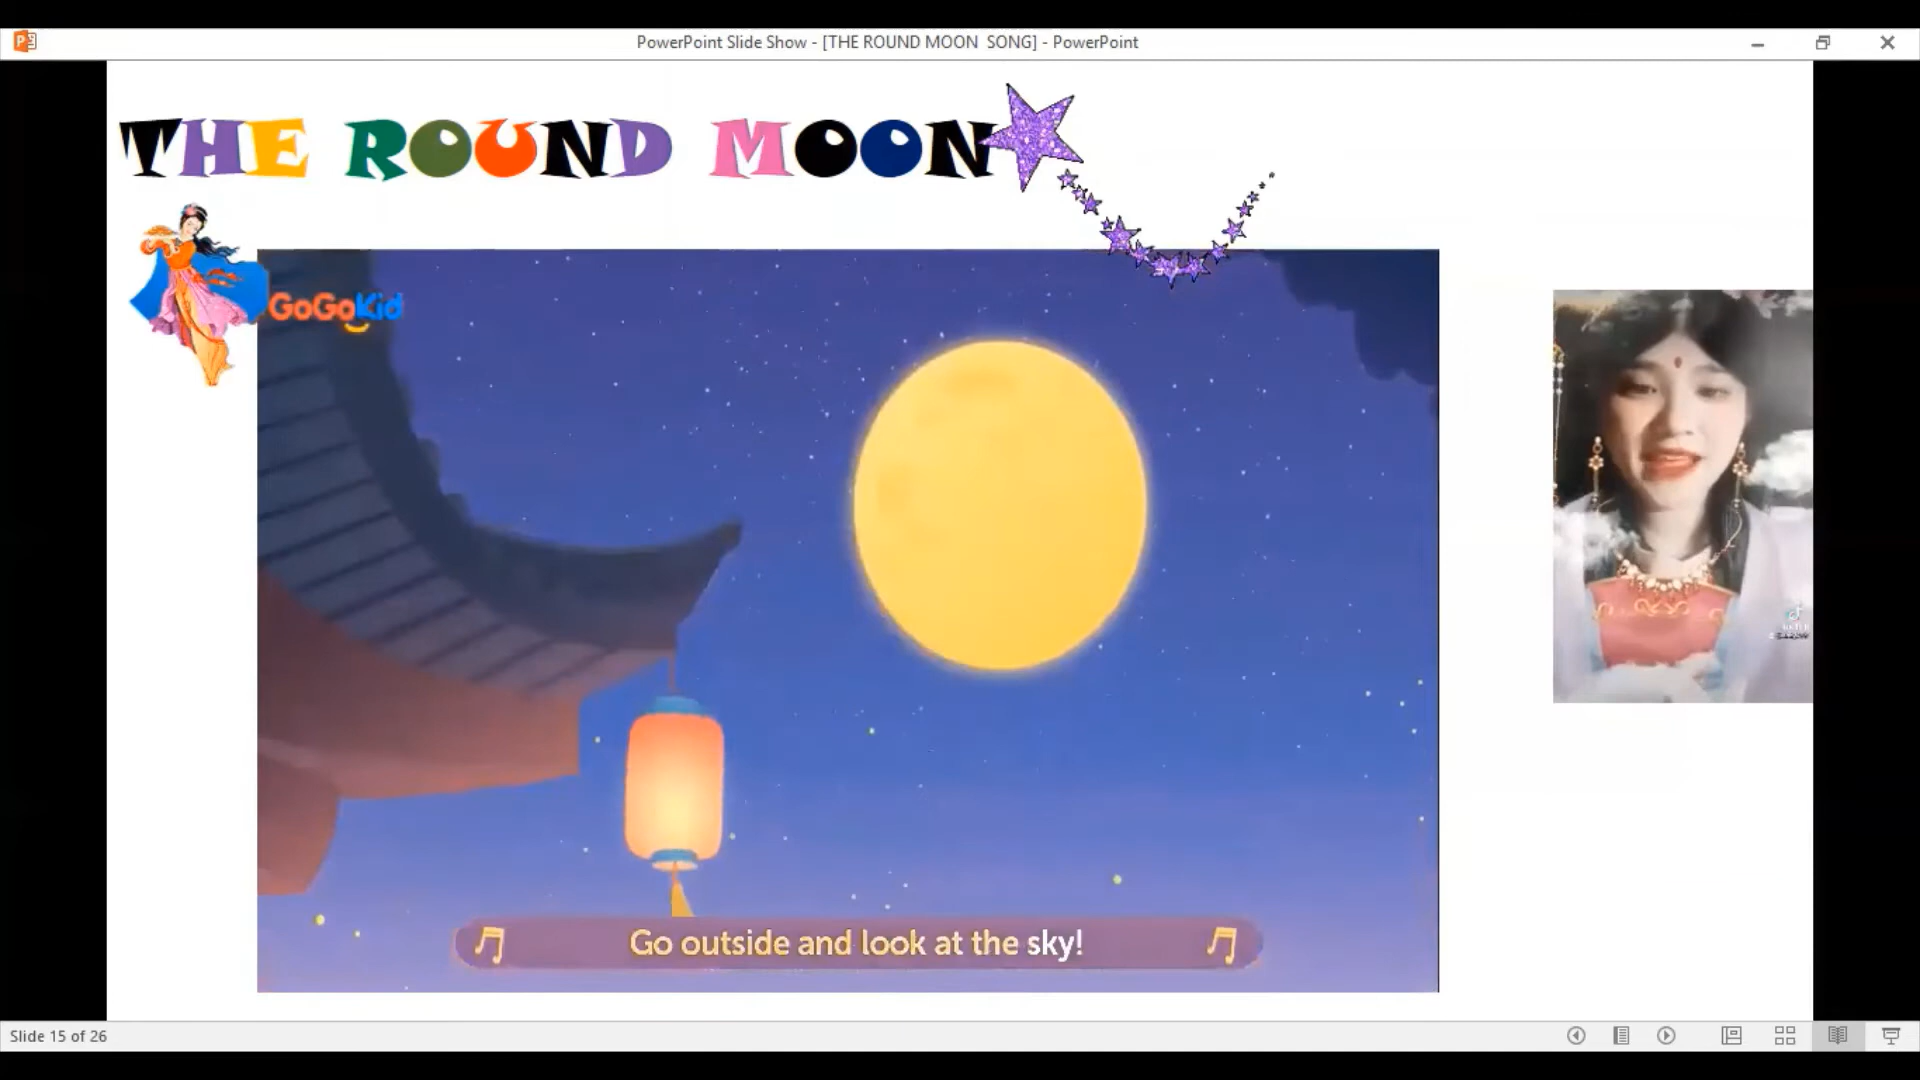 PowerPoint Slide Show - [THE ROUND MOON  SONG] - PowerPoint
THE ROUND MOON
GoGoKid
Go outside and look at the sky!
Slide 15 of 26